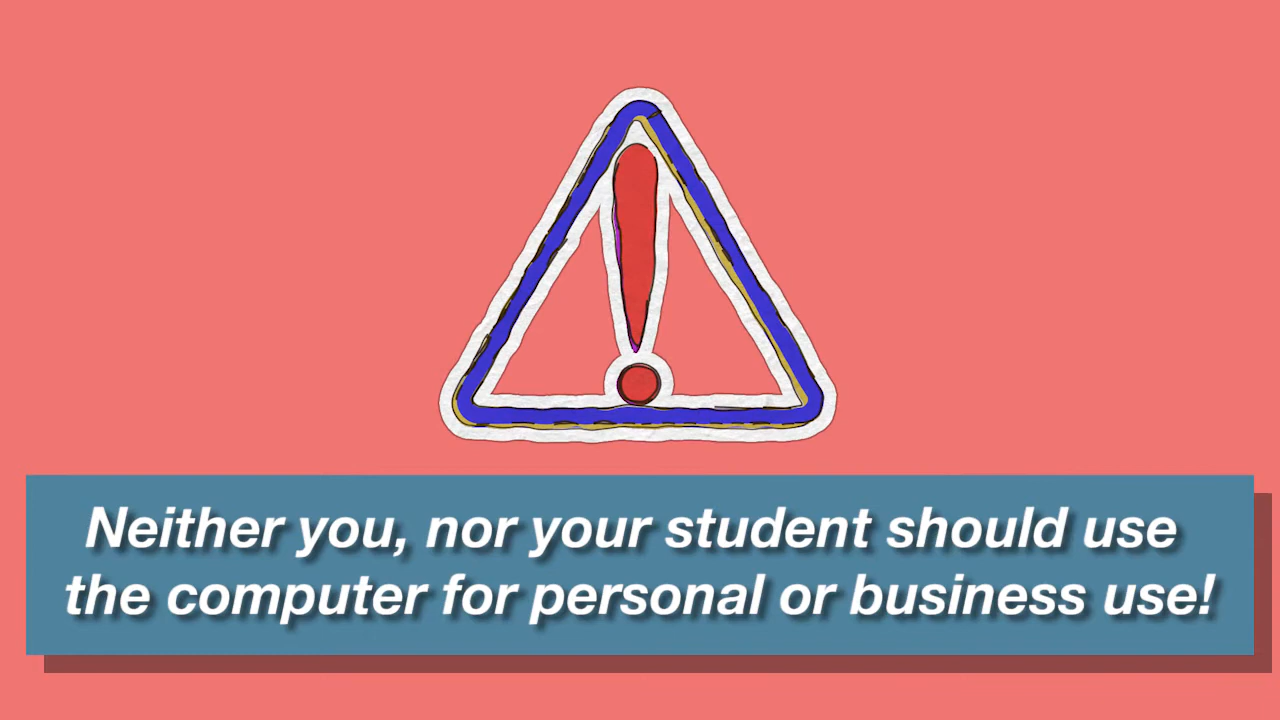 Neither you, nor your student should use
the computer for personal or business use!